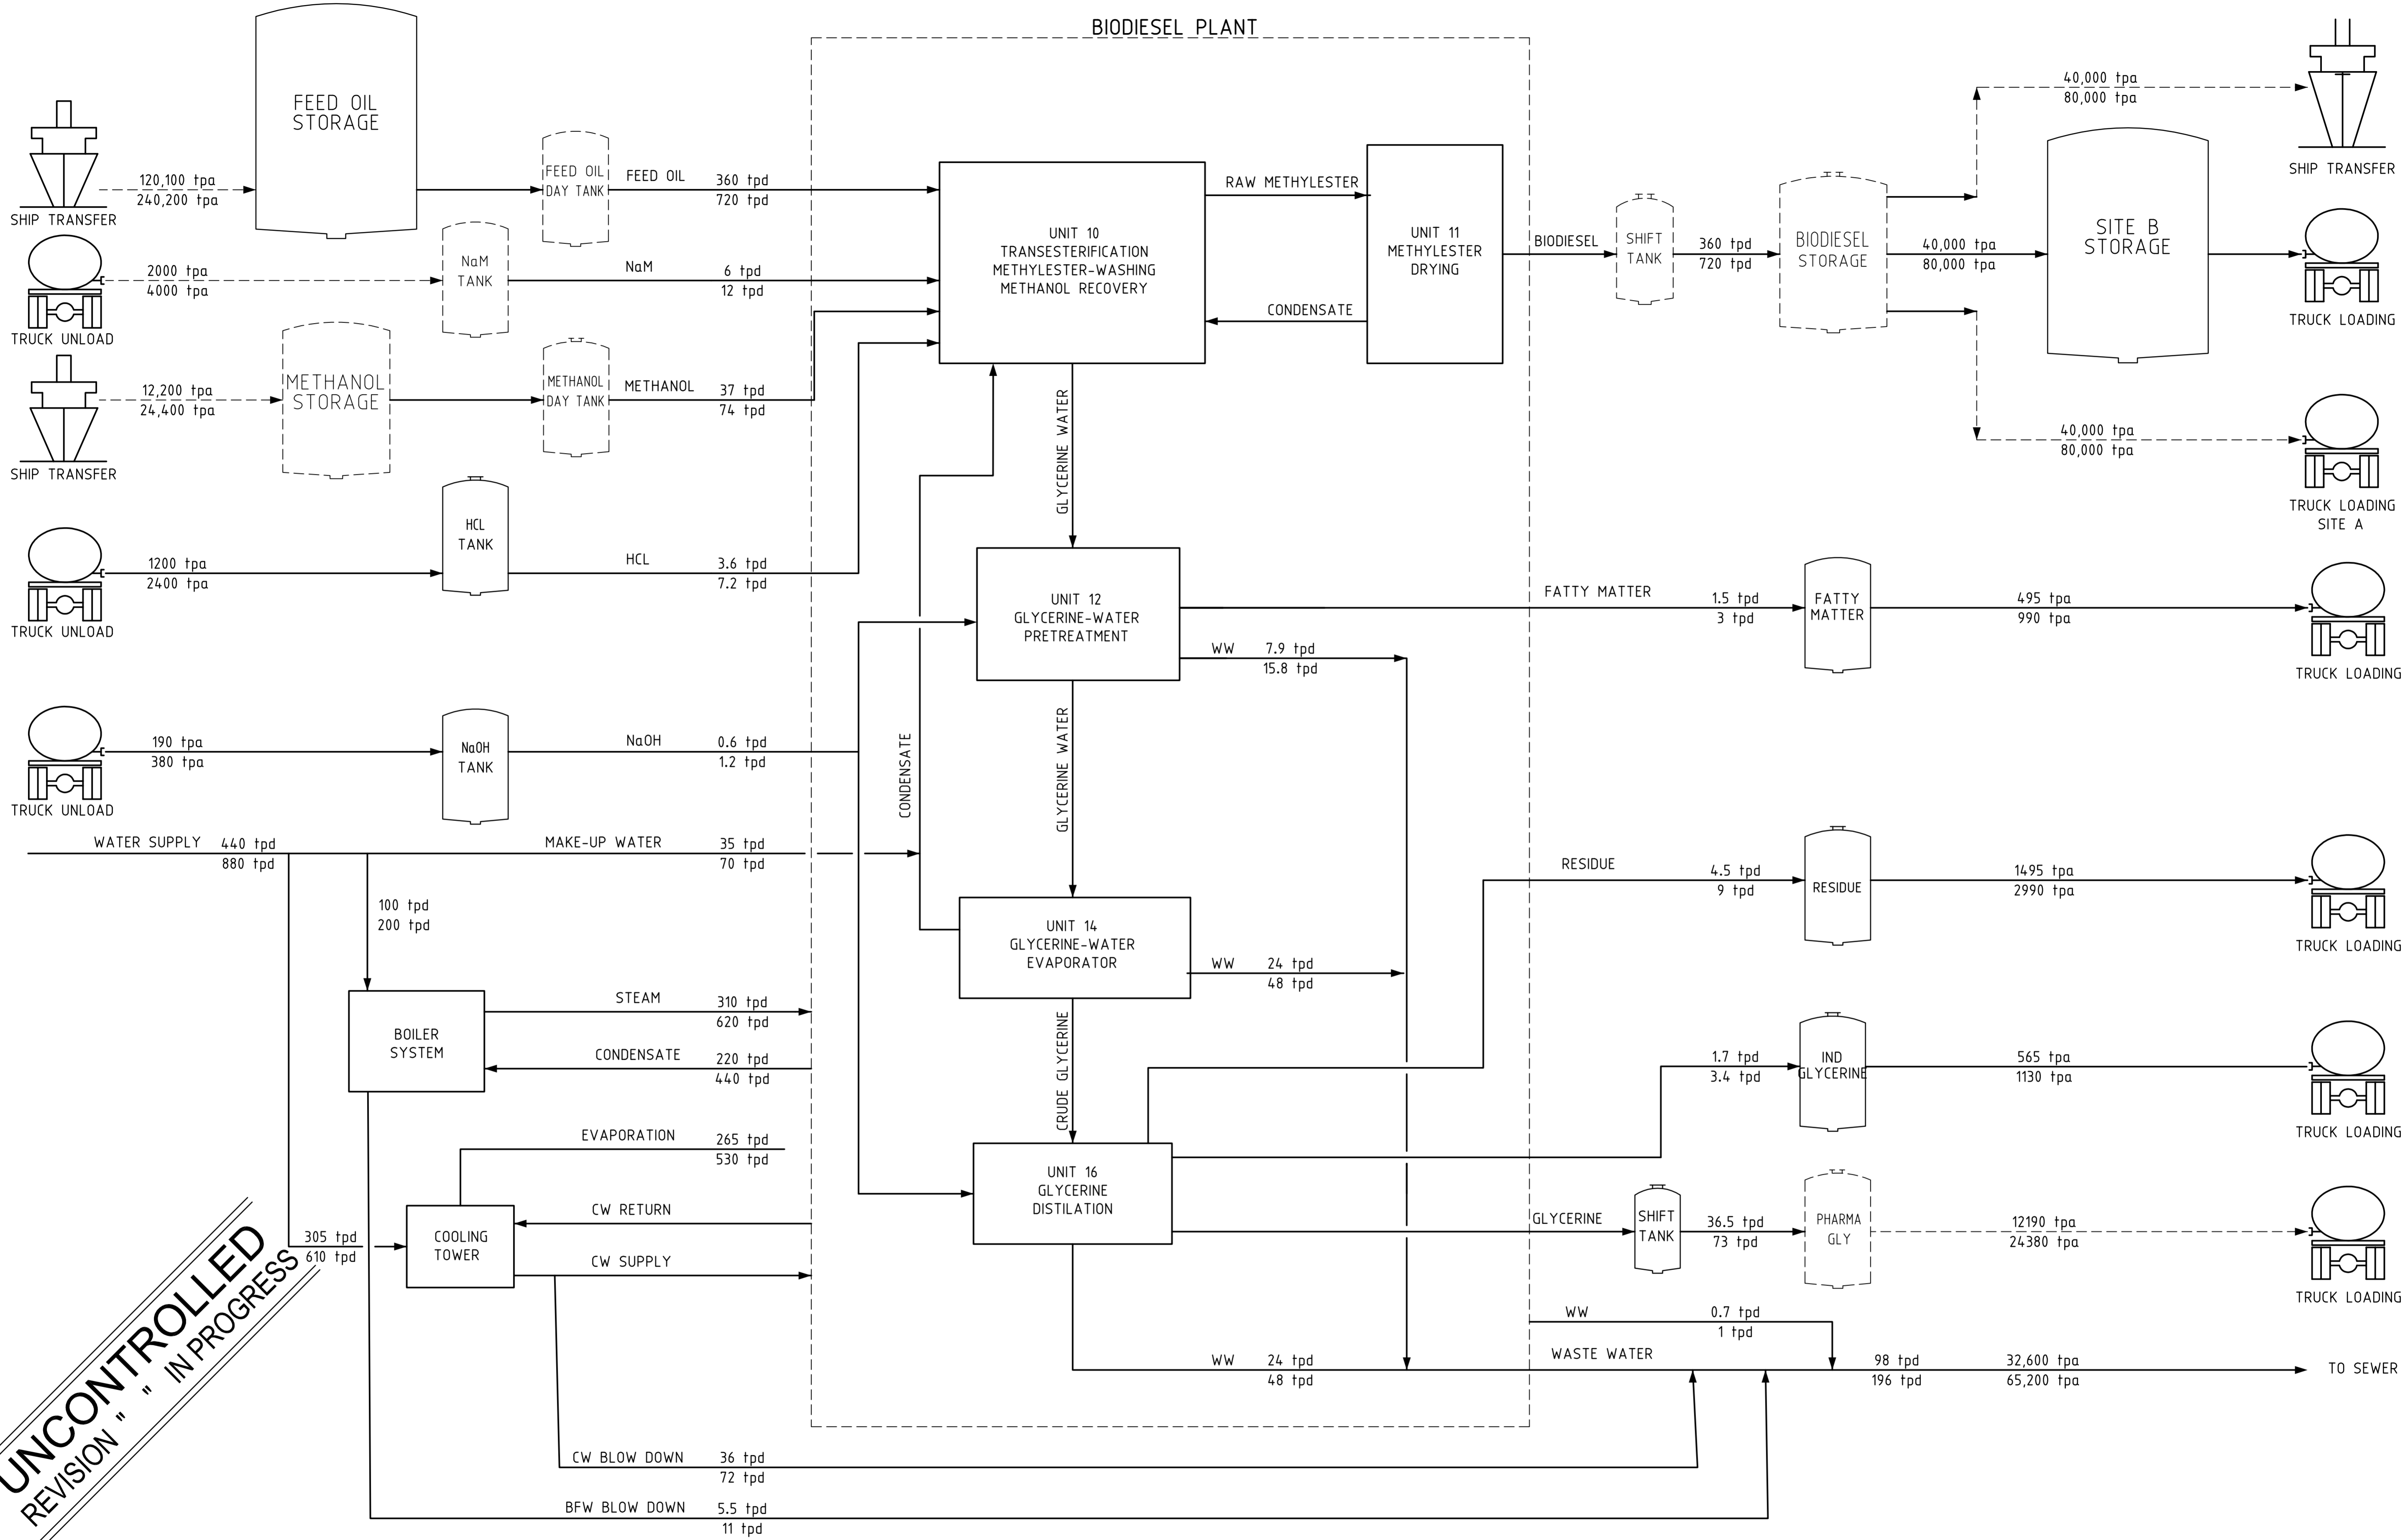 BIODIESEL PLANT
FEED OIL
STORAGE
120,100 tpa
240,200 tpa
SHIP TRANSFER
FEED OIL
DAY TANK
FEED OIL
360 tpd
720 tpd
2000 tpa
4000 tpa
TRUCK UNLOAD
NaM
TANK
NaM
6 tpd
12 tpd
12,200 tpa
24,400 tpa
SHIP TRANSFER
METHANOL
STORAGE
METHANOL
DAY TANK
METHANOL
37 tpd
74 tpd
1200 tpa
2400 tpa
TRUCK UNLOAD
HCL
TANK
HCL
3.6 tpd
7.2 tpd
190 tpa
380 tpa
TRUCK UNLOAD
NaOH
TANK
NaOH
0.6 tpd
1.2 tpd
WATER SUPPLY
440 tpd
880 tpd
MAKE-UP WATER
35 tpd
70 tpd
100 tpd
200 tpd
BOILER
SYSTEM
STEAM
310 tpd
620 tpd
CONDENSATE
220 tpd
440 tpd
EVAPORATION
265 tpd
530 tpd
305 tpd
610 tpd
COOLING
TOWER
CW RETURN
CW SUPPLY
CW BLOW DOWN
36 tpd
72 tpd
BFW BLOW DOWN
5.5 tpd
11 tpd
UNCONTROLLED
REVISION " " IN PROGRESS
UNIT 10
TRANSESTERIFICATION
METHYLESTER-WASHING
METHANOL RECOVERY
RAW METHYLESTER
CONDENSATE
UNIT 11
METHYLESTER
DRYING
GLYCERINE WATER
UNIT 12
GLYCERINE-WATER
PRETREATMENT
WW
7.9 tpd
15.8 tpd
GLYCERINE WATER
CONDENSATE
UNIT 14
GLYCERINE-WATER
EVAPORATOR
WW
24 tpd
48 tpd
CRUDE GLYCERINE
UNIT 16
GLYCERINE
DISTILATION
WW
24 tpd
48 tpd
BIODIESEL
SHIFT
TANK
360 tpd
720 tpd
BIODIESEL
STORAGE
40,000 tpa
80,000 tpa
SHIP TRANSFER
40,000 tpa
80,000 tpa
SITE B
STORAGE
TRUCK LOADING
40,000 tpa
80,000 tpa
TRUCK LOADING
SITE A
FATTY MATTER
1.5 tpd
3 tpd
FATTY
MATTER
495 tpa
990 tpa
TRUCK LOADING
RESIDUE
4.5 tpd
9 tpd
RESIDUE
1495 tpa
2990 tpa
TRUCK LOADING
1.7 tpd
3.4 tpd
IND
GLYCERINE
565 tpa
1130 tpa
TRUCK LOADING
GLYCERINE
SHIFT
TANK
36.5 tpd
73 tpd
PHARMA
GLY
12190 tpa
24380 tpa
TRUCK LOADING
WW
0.7 tpd
1 tpd
WASTE WATER
98 tpd
196 tpd
32,600 tpa
65,200 tpa
TO SEWER